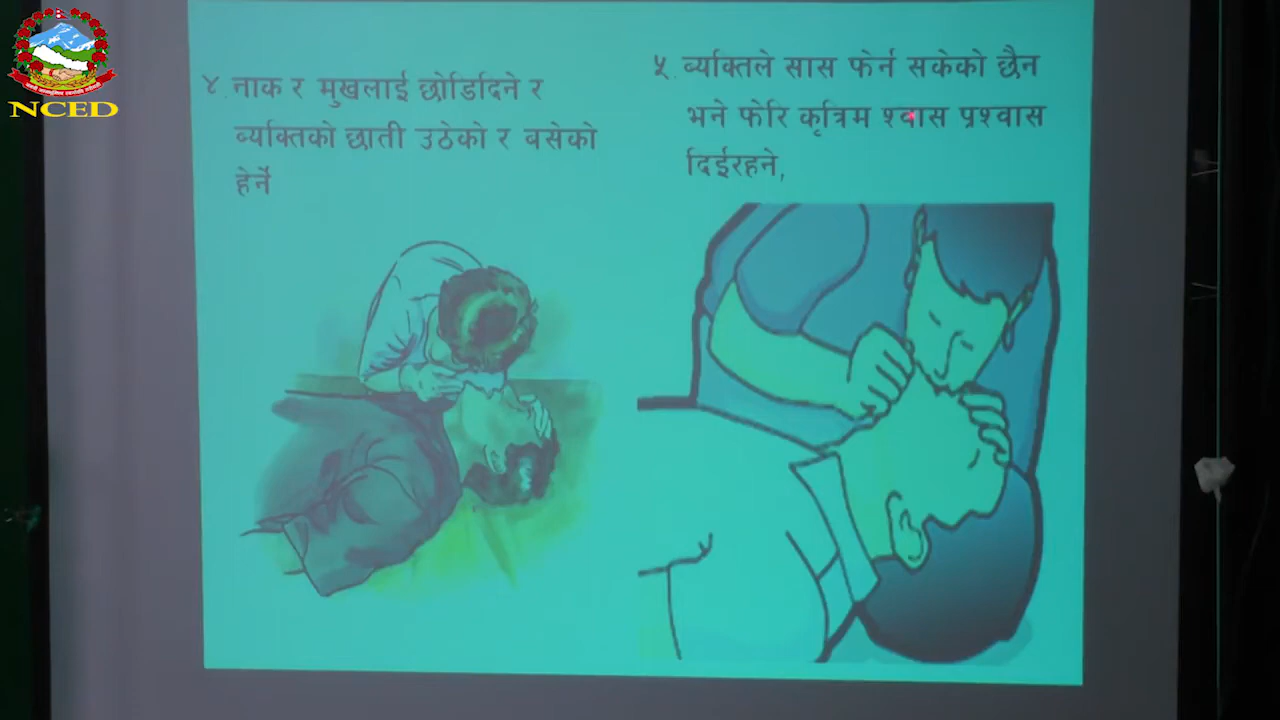 NCED
४. नाक र मुखलाई छोडिदिने र
व्यक्तिको छाती उठेको र बसेको
हेर्ने
५. व्यक्तिले सास फेर्न सकेको छैन
भने फेरि कृत्रिम श्वास प्रश्वास
दिईरहने,